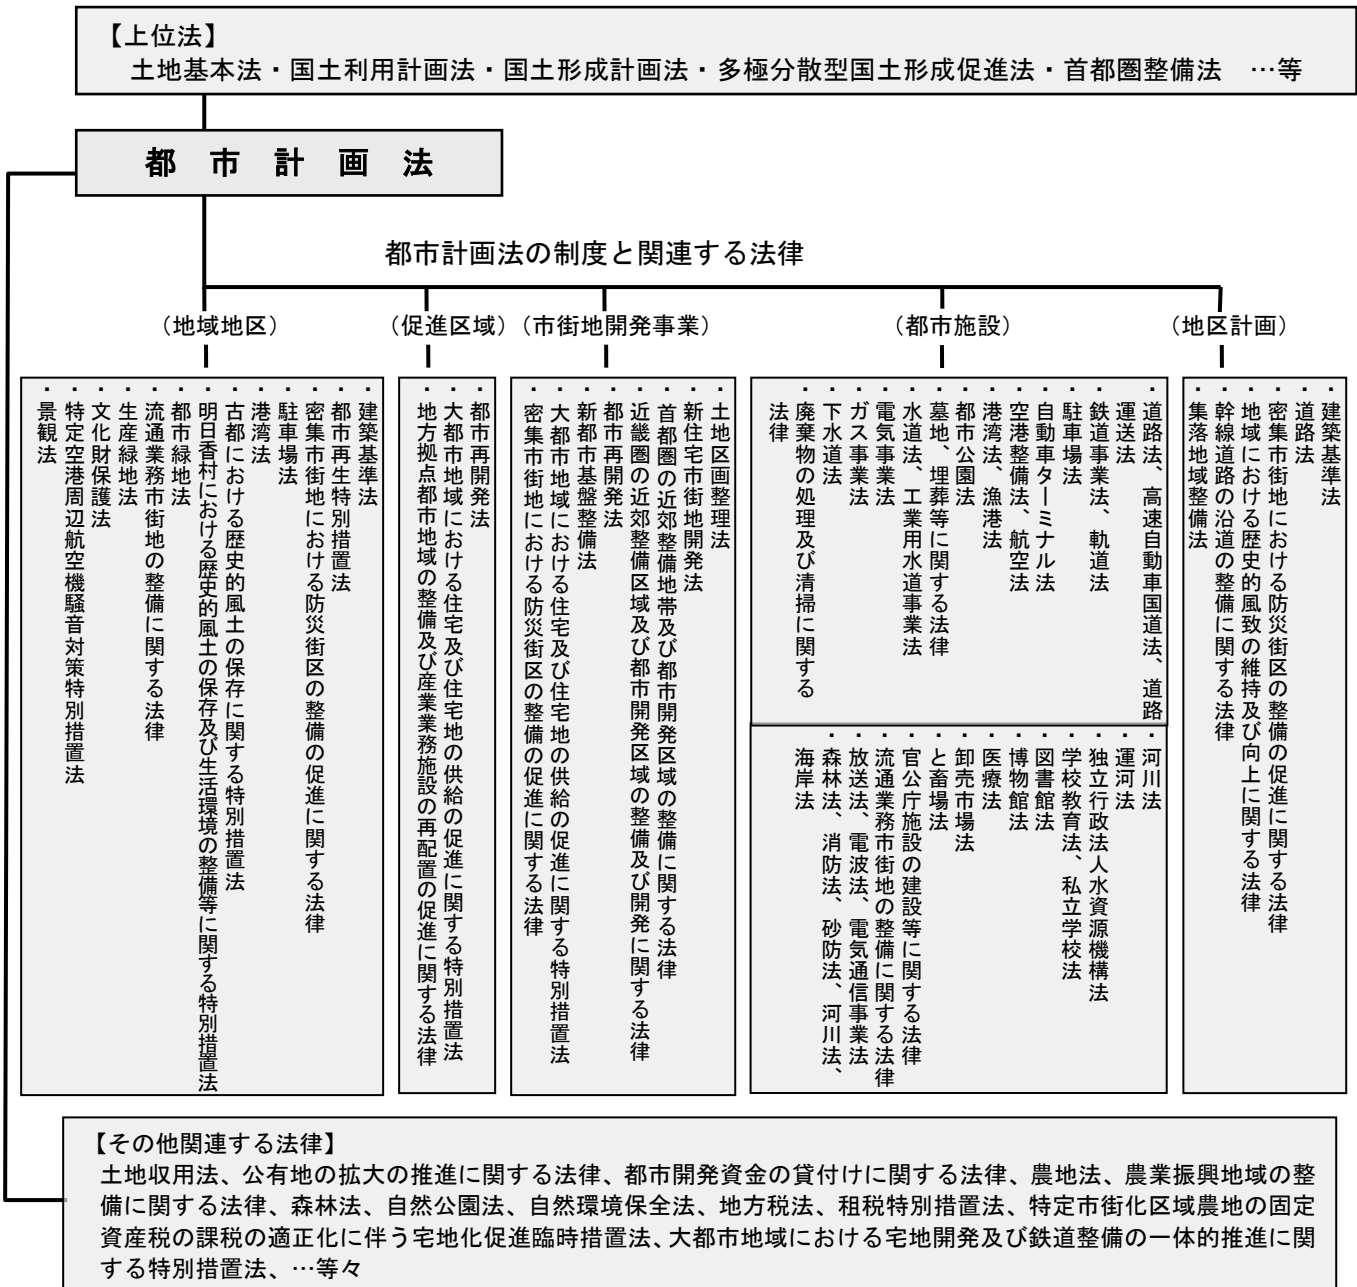 【上位法】
土地基本法・国土利用計画法・国土形成計画法・多極分散型国土形成促進法・首都圏整備法　…等
都市計画法
都市計画法の制度と関連する法律
（地域地区）
（促進区域）
（市街地開発事業）
（都市施設）
（地区計画）
・建築基準法
・都市再生特別措置法
・密集市街地における防災街区の整備の促進に関する法律
・駐車場法
・港湾法
・古都における歴史的風土の保存に関する特別措置法
・明日香村における歴史的風土の保存及び生活環境の整備等に関する特別措置法
・都市緑地法
・流通業務市街地の整備に関する法律
・生産緑地法
・文化財保護法
・特定空港周辺航空機騒音対策特別措置法
・景観法
・都市再開発法
・大都市地域における住宅及び住宅地の供給の促進に関する特別措置法
・地方拠点都市地域の整備及び産業業務施設の再配置の促進に関する法律
・土地区画整理法
・新住宅市街地開発法
・首都圏の近郊整備地帯及び都市開発区域の整備に関する法律
・近畿圏の近郊整備区域及び都市開発区域の整備及び開発に関する法律
・都市再開発法
・新都市基盤整備法
・大都市地域における住宅及び住宅地の供給の促進に関する特別措置法
・密集市街地における防災街区の整備の促進に関する法律
・道路法、高速自動車国道法、道路
運送法
・鉄道事業法、軌道法
・駐車場法
・自動車ターミナル法
・空港整備法、航空法
・港湾法、漁港法
・都市公園法
・墓地、埋葬等に関する法律
・水道法、工業用水道事業法
・電気事業法
・ガス事業法
・下水道法
・廃棄物の処理及び清掃に関する
法律
・河川法
・運河法
・独立行政法人水資源機構法
・学校教育法、私立学校法
・図書館法
・博物館法
・医療法
・卸売市場法
・と畜場法
・官公庁施設の建設等に関する法律
・流通業務市街地の整備に関する法律
・放送法、電波法、電気通信事業法
・森林法、消防法、砂防法、河川法、
海岸法
・建築基準法
・道路法
・密集市街地における防災街区の整備の促進に関する法律
・地域における歴史的風致の維持及び向上に関する法律
・幹線道路の沿道の整備に関する法律
・集落地域整備法
【その他関連する法律】
土地収用法、公有地の拡大の推進に関する法律、都市開発資金の貸付けに関する法律、農地法、農業振興地域の整
備に関する法律、森林法、自然公園法、自然環境保全法、地方税法、租税特別措置法、特定市街化区域農地の固定
資産税の課税の適正化に伴う宅地化促進臨時措置法、大都市地域における宅地開発及び鉄道整備の一体的推進に関
する特別措置法、…等々